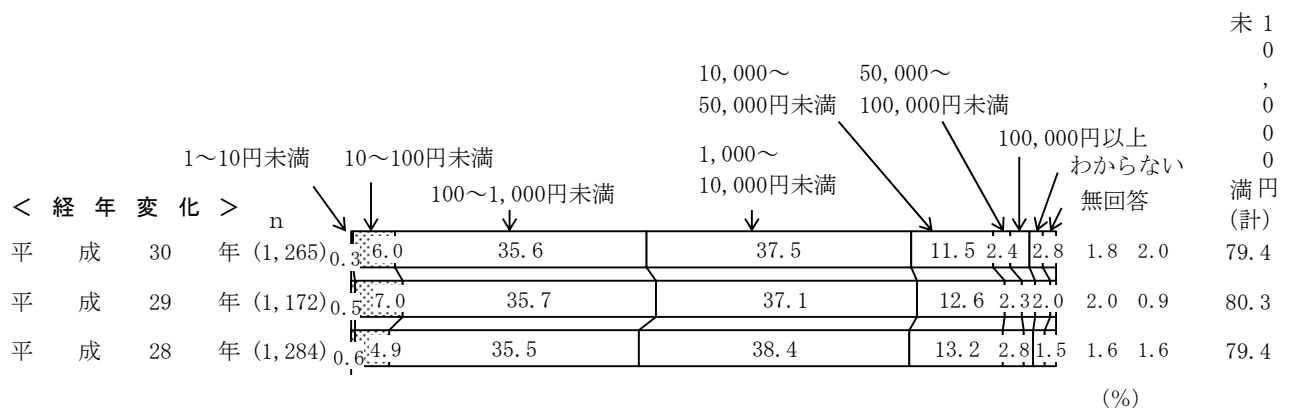 10,000円未満(計)
10,000～ 50,000～
50,000円未満 100,000円未満
100,000円以上
1～10円未満 10～100円未満 1,000～ わからない
100～1,000円未満 10,000円未満
＜ 経 年 変 化 ＞ n 無回答
平 成 30 年 (1,265) 0.3 6.0 35.6 37.5 11.5 2.4 2.8 1.8 2.0 79.4
平 成 29 年 (1,172) 0.5 7.0 35.7 37.1 12.6 2.3 2.0 2.0 0.9 80.3
平 成 28 年 (1,284) 0.6 4.9 35.5 38.4 13.2 2.8 1.5 1.6 1.6 79.4
(%)